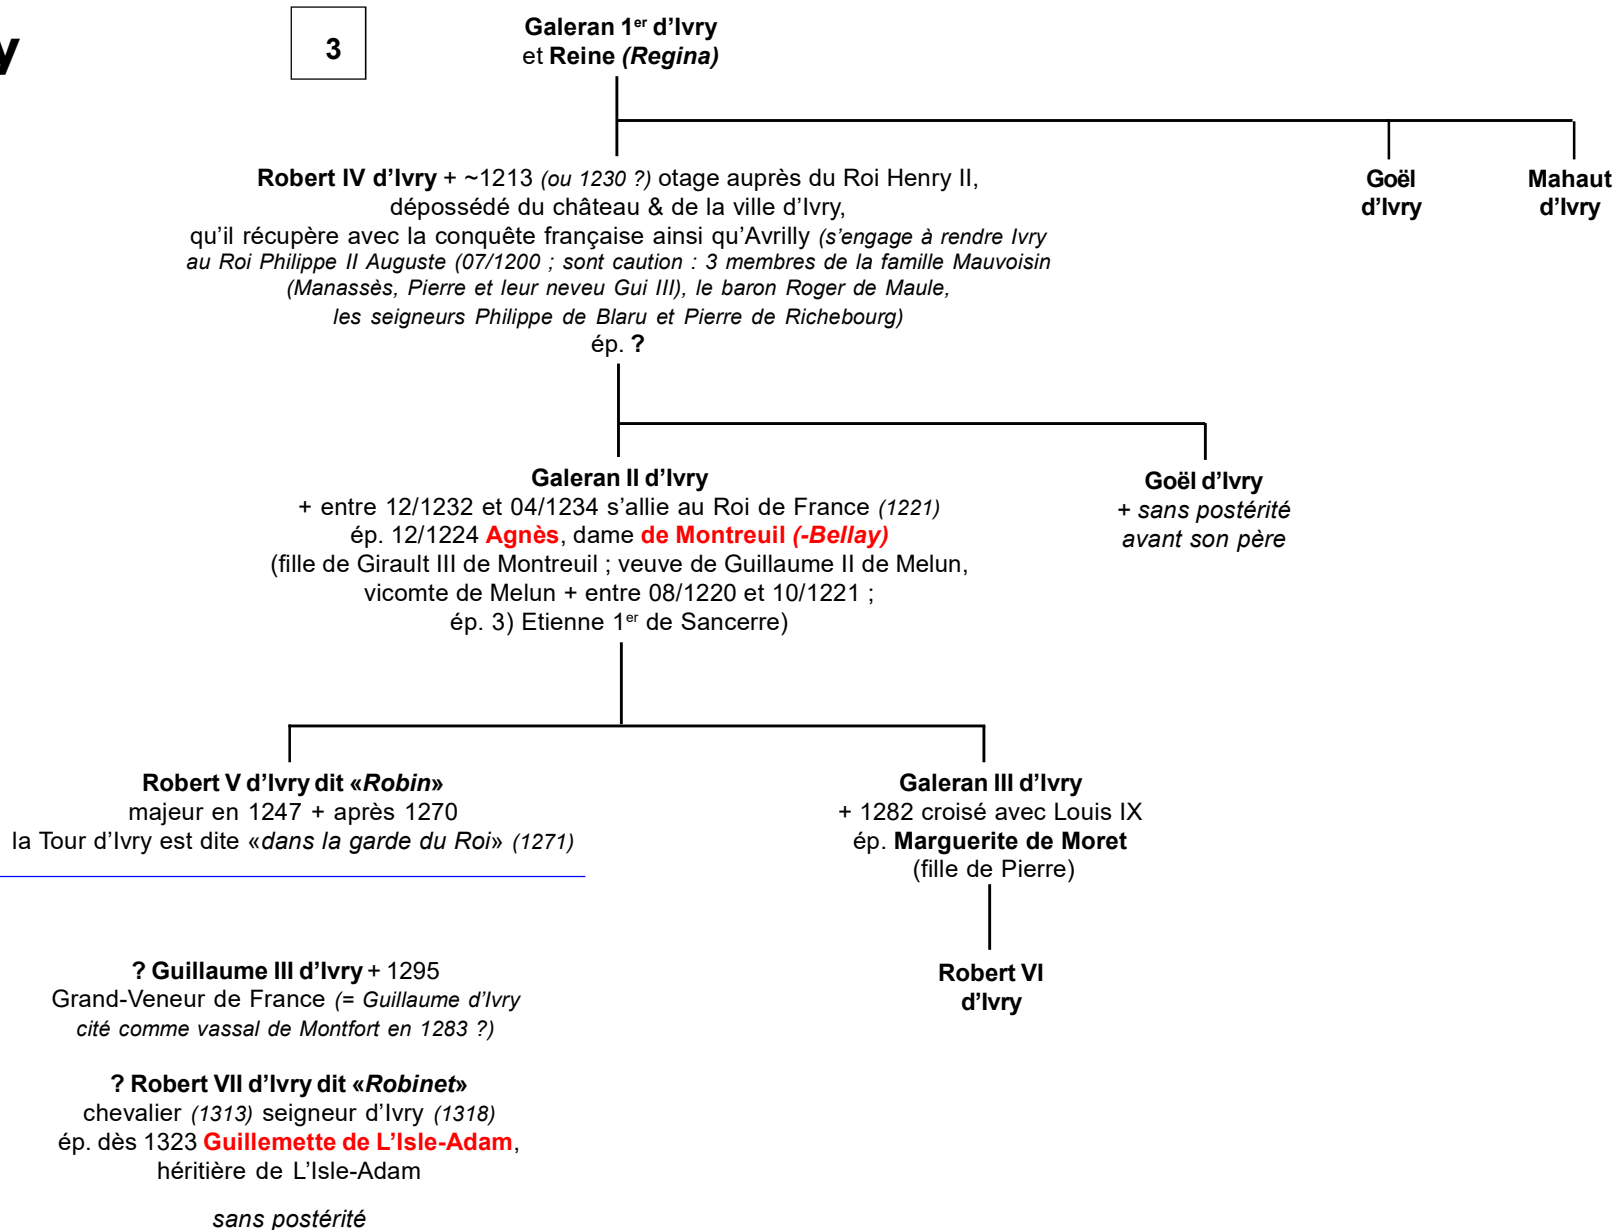 y
3
Galeran 1er d'Ivry
et Reine (Regina)
Robert IV d'Ivry + ~1213 (ou 1230 ?) otage auprès du Roi Henry II,
dépossédé du château & de la ville d'Ivry,
qu'il récupère avec la conquête française ainsi qu'Avrilly (s'engage à rendre Ivry
au Roi Philippe II Auguste (07/1200 ; sont caution : 3 membres de la famille Mauvoisin
(Manassès, Pierre et leur neveu Gui III), le baron Roger de Maule,
les seigneurs Philippe de Blaru et Pierre de Richebourg)
ép. ?
Goël
d'Ivry
Mahaut
d'Ivry
Galeran II d'Ivry
+ entre 12/1232 et 04/1234 s'allie au Roi de France (1221)
ép. 12/1224 Agnès, dame de Montreuil (-Bellay)
(fille de Girault III de Montreuil ; veuve de Guillaume II de Melun,
vicomte de Melun + entre 08/1220 et 10/1221 ;
ép. 3) Etienne 1er de Sancerre)
Goël d'Ivry
+ sans postérité
avant son père
Robert V d'Ivry dit «Robin»
majeur en 1247 + après 1270
la Tour d'Ivry est dite «dans la garde du Roi» (1271)
Galeran III d'Ivry
+ 1282 croisé avec Louis IX
ép. Marguerite de Moret
(fille de Pierre)
Robert VI
d'Ivry
? Guillaume III d'Ivry + 1295
Grand-Veneur de France (= Guillaume d'Ivry
cité comme vassal de Montfort en 1283 ?)
? Robert VII d'Ivry dit «Robinet»
chevalier (1313) seigneur d'Ivry (1318)
ép. dès 1323 Guillemette de L'Isle-Adam,
héritière de L'Isle-Adam
sans postérité